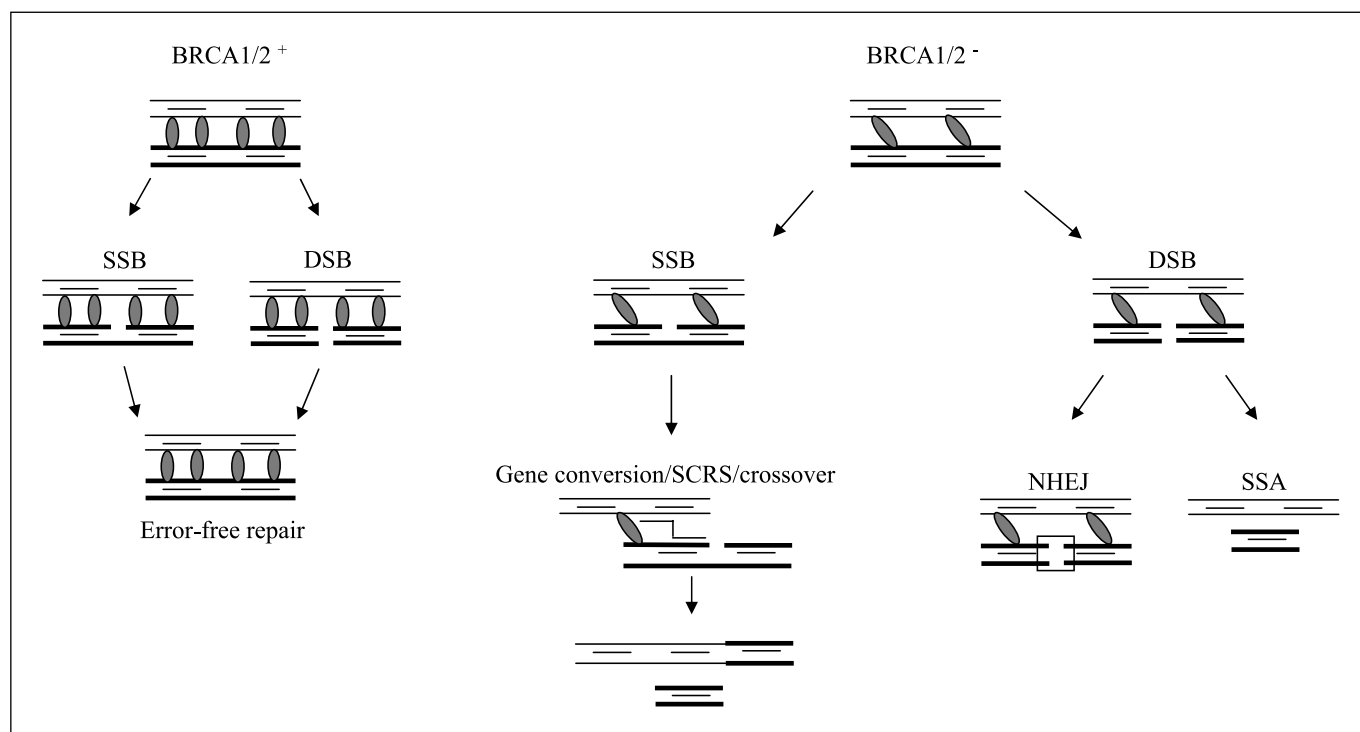 BRCA1/2 +
BRCA1/2 -
SSB
DSB
SSB
DSB
Gene conversion/SCRS/crossover
NHEJ
SSA
Error-free repair